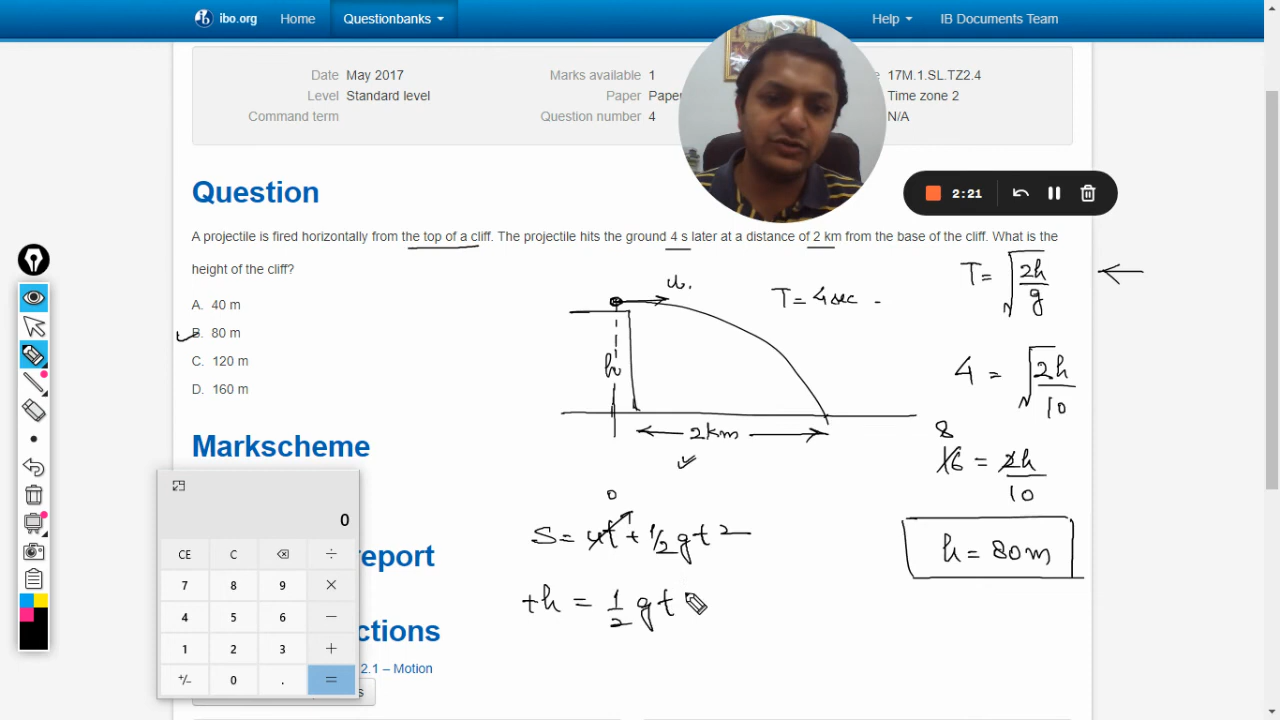 ibo.org Home Questionbanks Help IB Documents Team
Date May 2017 Marks available 1 17M.1.SL.TZ2.4
Level Standard level Paper Time zone 2
Command term Question number 4 N/A
2:21
Question
A projectile is fired horizontally from the top of a cliff. The projectile hits the ground 4 s later at a distance of 2 km from the base of the cliff. What is the
height of the cliff?
A. 40 m
B. 80 m
C. 120 m
D. 160 m
u.
T = 4 sec
h
2km
T = √2h/g
4 = √2h/10
8
16 = 2h/10
h = 80m
0
S = ut + 1/2 gt2
+h = 1/2 gt
Markscheme
report
ctions
2.1 – Motion
s
0
CE C ⌫ ÷
7 8 9 ×
4 5 6 −
1 2 3 +
+/− 0 . =